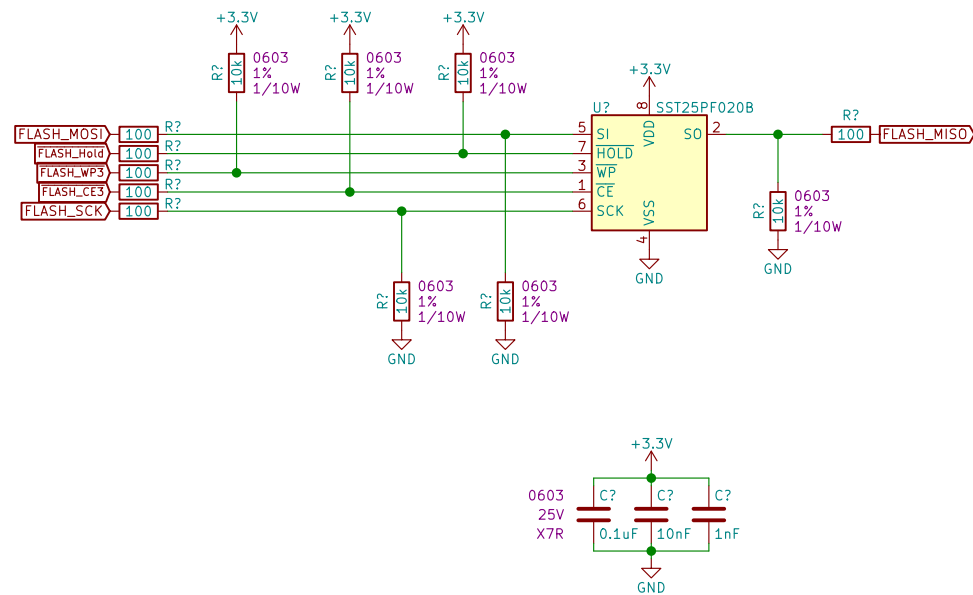 +3.3V
+3.3V
+3.3V
R?
10k
0603
1%
1/10W
R?
10k
0603
1%
1/10W
R?
10k
0603
1%
1/10W
+3.3V
U?
SST25PF020B
FLASH_MOSI
100
R?
FLASH_Hold
100
R?
FLASH_WP3
100
R?
FLASH_CE3
100
R?
FLASH_SCK
100
R?
5
SI
7
HOLD
3
WP
1
CE
6
SCK
8
VDD
VSS
4
SO
2
GND
R?
100
FLASH_MISO
R?
10k
0603
1%
1/10W
GND
R?
10k
0603
1%
1/10W
GND
R?
10k
0603
1%
1/10W
GND
+3.3V
0603
25V
X7R
C?
0.1uF
C?
10nF
C?
1nF
GND